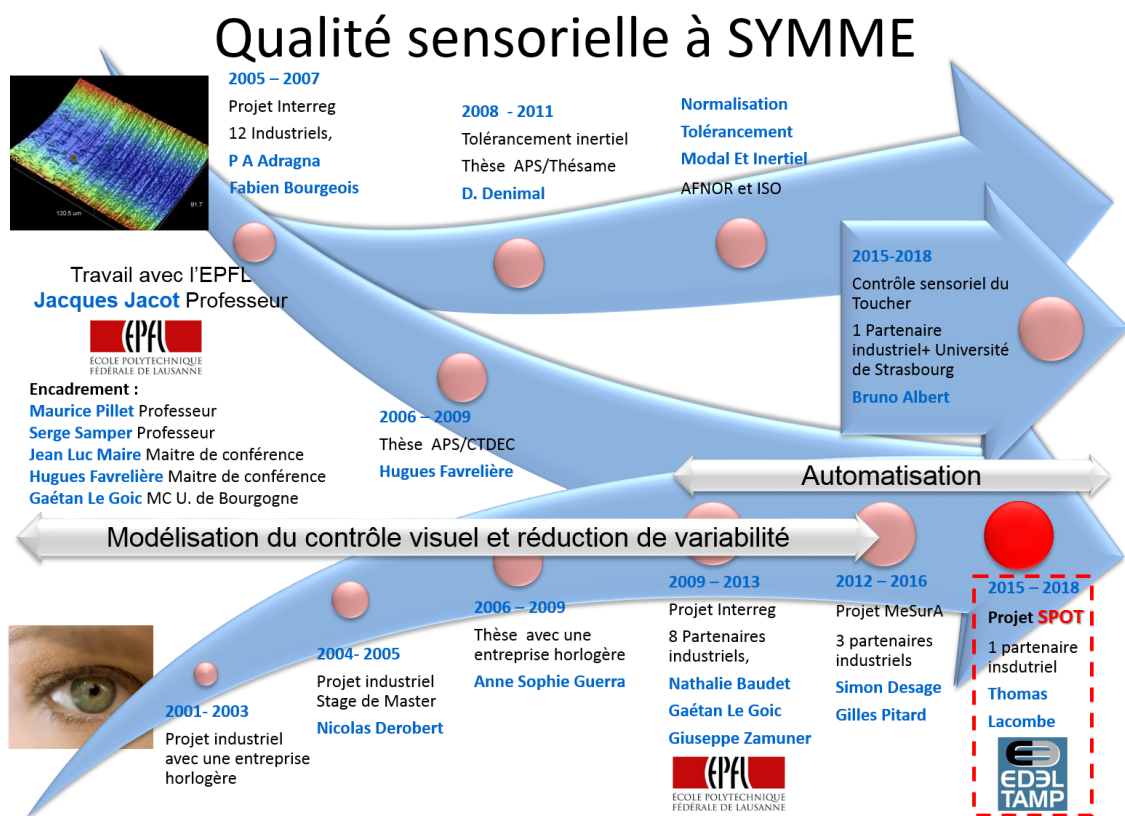 Qualité sensorielle à SYMME
2005 – 2007
Projet Interreg
12 Industriels,
P A Adragna
Fabien Bourgeois
120.5 um
91.7
2008 - 2011
Tolérancement inertiel
Thèse APS/Thésame
D. Denimal
Normalisation
Tolérancement
Modal Et Inertiel
AFNOR et ISO
2015-2018
Contrôle sensoriel du
Toucher
1 Partenaire
industriel+ Université
de Strasbourg
Bruno Albert
Travail avec l’EPFL
Jacques Jacot Professeur
EPFL
ÉCOLE POLYTECHNIQUE
FÉDÉRALE DE LAUSANNE
Encadrement :
Maurice Pillet Professeur
Serge Samper Professeur
Jean Luc Maire Maitre de conférence
Hugues Favrelière Maitre de conférence
Gaétan Le Goic MC U. de Bourgogne
2006 – 2009
Thèse APS/CTDEC
Hugues Favrelière
Automatisation
Modélisation du contrôle visuel et réduction de variabilité
2001- 2003
Projet industriel
avec une entreprise
horlogère
2004- 2005
Projet industriel
Stage de Master
Nicolas Derobert
2006 – 2009
Thèse avec une
entreprise horlogère
Anne Sophie Guerra
2009 – 2013
Projet Interreg
8 Partenaires
industriels,
Nathalie Baudet
Gaétan Le Goic
Giuseppe Zamuner
EPFL
ÉCOLE POLYTECHNIQUE
FÉDÉRALE DE LAUSANNE
2012 – 2016
Projet MeSurA
3 partenaires
industriels
Simon Desage
Gilles Pitard
2015 – 2018
Projet SPOT
1 partenaire
insdutriel
Thomas
Lacombe
EDEL
TAMP